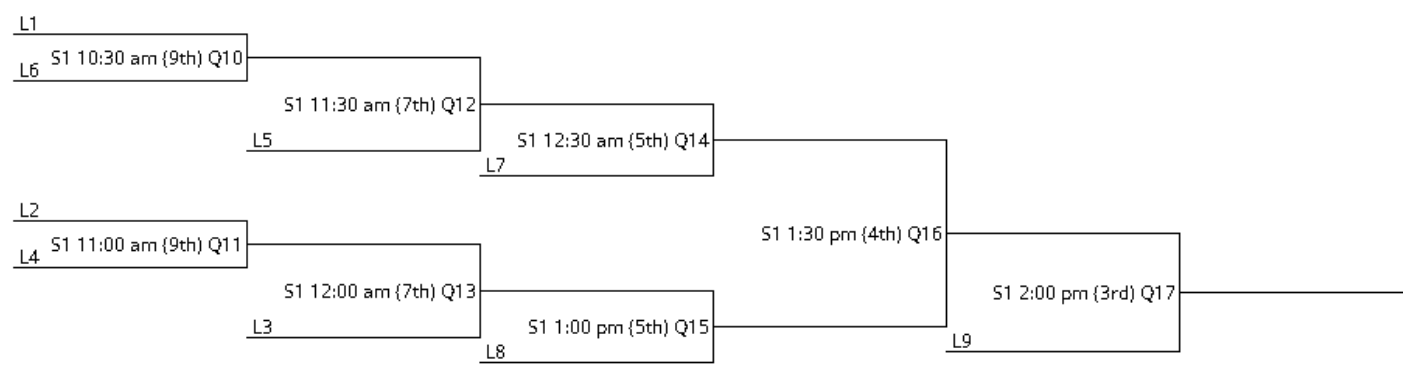 L1
S1 10:30 am (9th) Q10
L6
S1 11:30 am (7th) Q12
L5
S1 12:30 am (5th) Q14
L7
L2
S1 11:00 am (9th) Q11
L4
S1 1:30 pm (4th) Q16
S1 12:00 am (7th) Q13
L3
S1 1:00 pm (5th) Q15
L8
S1 2:00 pm (3rd) Q17
L9